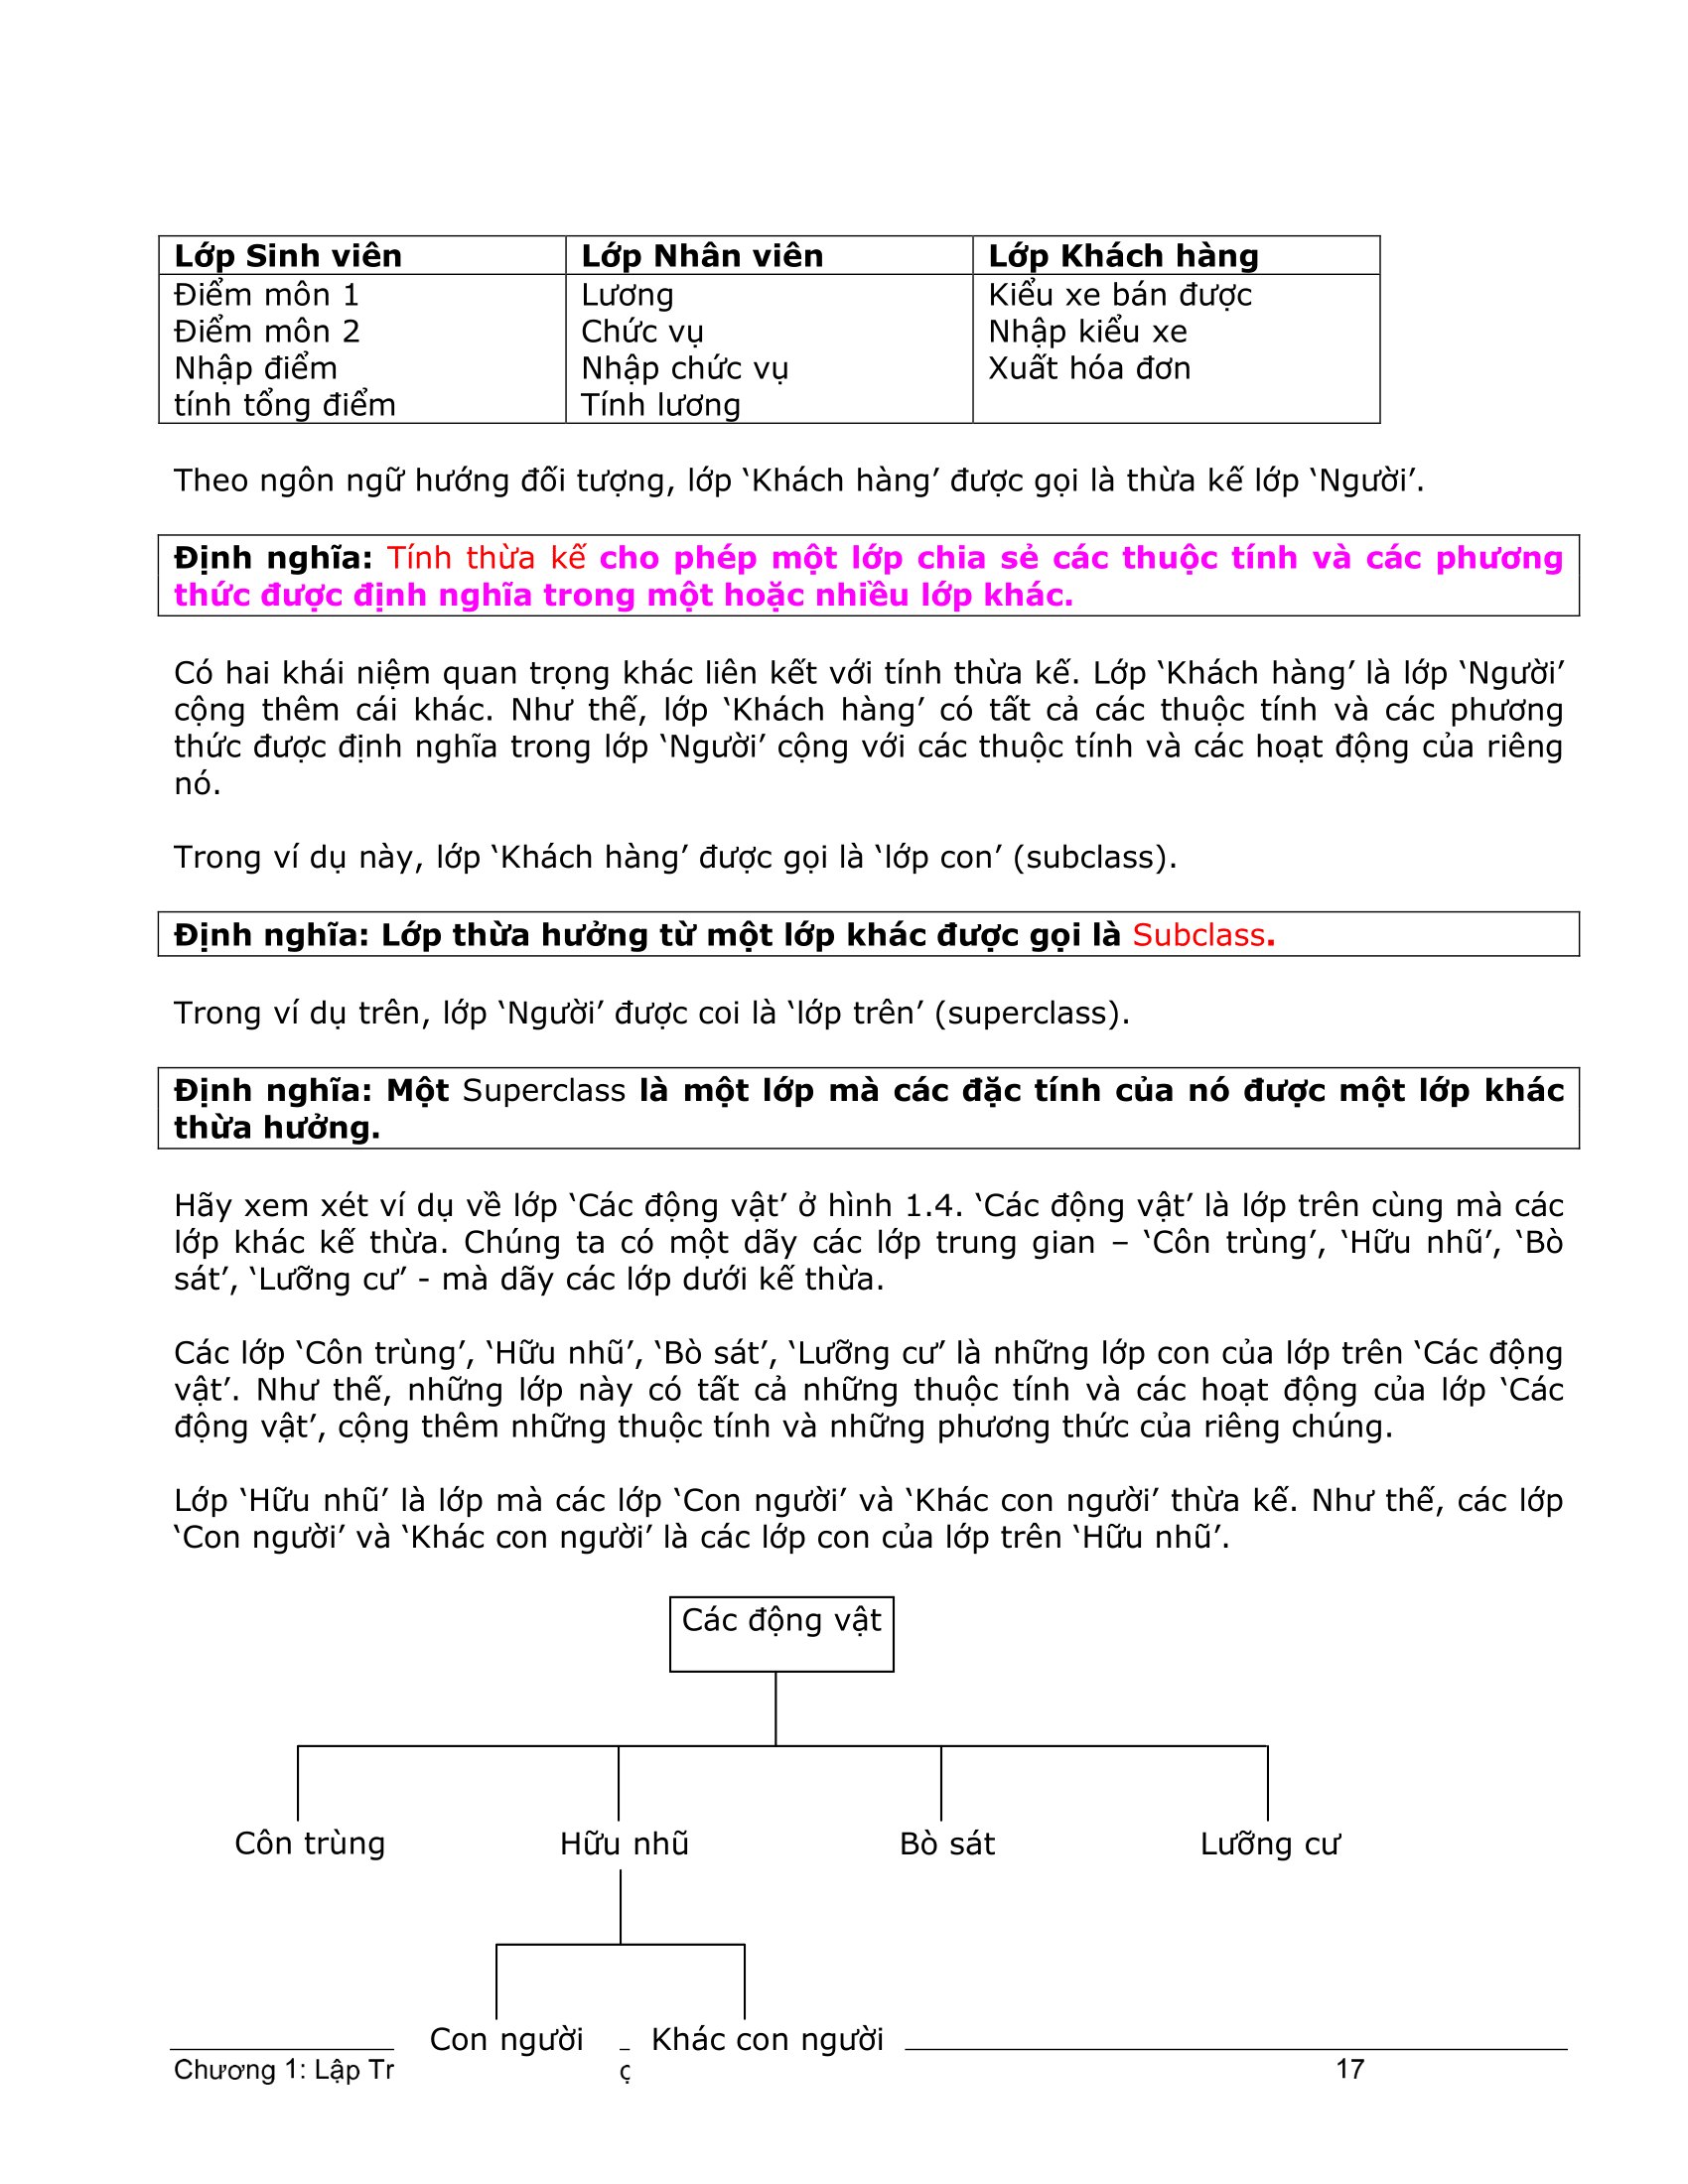 Lớp Sinh viên Lớp Nhân viên Lớp Khách hàng
Điểm môn 1 Lương Kiểu xe bán được
Điểm môn 2 Chức vụ Nhập kiểu xe
Nhập điểm Nhập chức vụ Xuất hóa đơn
tính tổng điểm Tính lương
Theo ngôn ngữ hướng đối tượng, lớp ‘Khách hàng’ được gọi là thừa kế lớp ‘Người’.
Định nghĩa: Tính thừa kế cho phép một lớp chia sẻ các thuộc tính và các phương
thức được định nghĩa trong một hoặc nhiều lớp khác.
Có hai khái niệm quan trọng khác liên kết với tính thừa kế. Lớp ‘Khách hàng’ là lớp ‘Người’
cộng thêm cái khác. Như thế, lớp ‘Khách hàng’ có tất cả các thuộc tính và các phương
thức được định nghĩa trong lớp ‘Người’ cộng với các thuộc tính và các hoạt động của riêng
nó.
Trong ví dụ này, lớp ‘Khách hàng’ được gọi là ‘lớp con’ (subclass).
Định nghĩa: Lớp thừa hưởng từ một lớp khác được gọi là Subclass.
Trong ví dụ trên, lớp ‘Người’ được coi là ‘lớp trên’ (superclass).
Định nghĩa: Một Superclass là một lớp mà các đặc tính của nó được một lớp khác
thừa hưởng.
Hãy xem xét ví dụ về lớp ‘Các động vật’ ở hình 1.4. ‘Các động vật’ là lớp trên cùng mà các
lớp khác kế thừa. Chúng ta có một dãy các lớp trung gian – ‘Côn trùng’, ‘Hữu nhũ’, ‘Bò
sát’, ‘Lưỡng cư’ - mà dãy các lớp dưới kế thừa.
Các lớp ‘Côn trùng’, ‘Hữu nhũ’, ‘Bò sát’, ‘Lưỡng cư’ là những lớp con của lớp trên ‘Các động
vật’. Như thế, những lớp này có tất cả những thuộc tính và các hoạt động của lớp ‘Các
động vật’, cộng thêm những thuộc tính và những phương thức của riêng chúng.
Lớp ‘Hữu nhũ’ là lớp mà các lớp ‘Con người’ và ‘Khác con người’ thừa kế. Như thế, các lớp
‘Con người’ và ‘Khác con người’ là các lớp con của lớp trên ‘Hữu nhũ’.
Các động vật
Côn trùng Hữu nhũ Bò sát Lưỡng cư
Con người Khác con người
Chương 1: Lập Tr 17